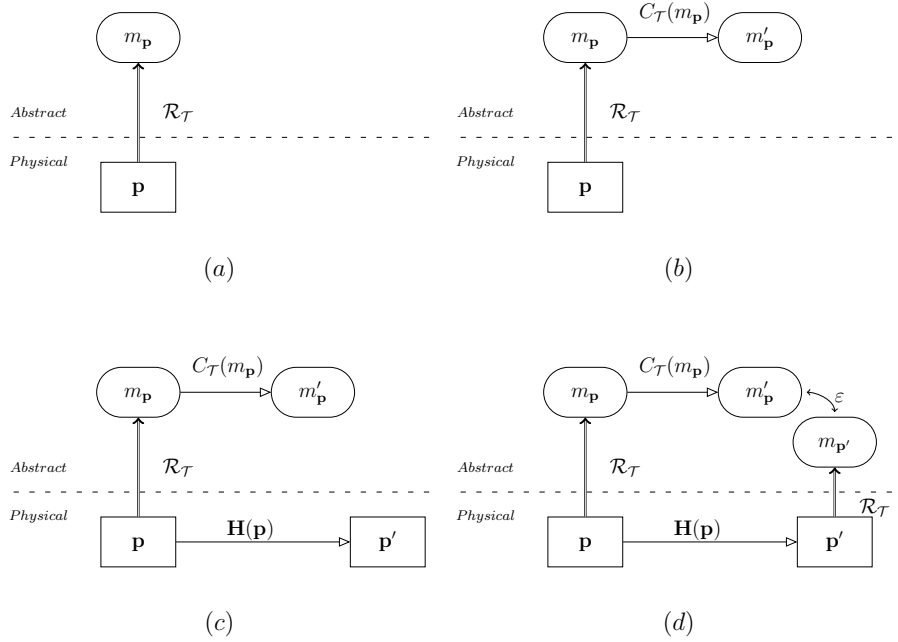 m_p
C_𝒯(m_p)
m_p
m′_p
Abstract
ℛ_𝒯
Abstract
ℛ_𝒯
Physical
Physical
p
p
(a)
(b)
C_𝒯(m_p)
m_p
m′_p
C_𝒯(m_p)
m_p
m′_p
ε
m_p′
Abstract
ℛ_𝒯
Abstract
ℛ_𝒯
Physical
ℛ_𝒯
Physical
p
H(p)
p′
p
H(p)
p′
(c)
(d)